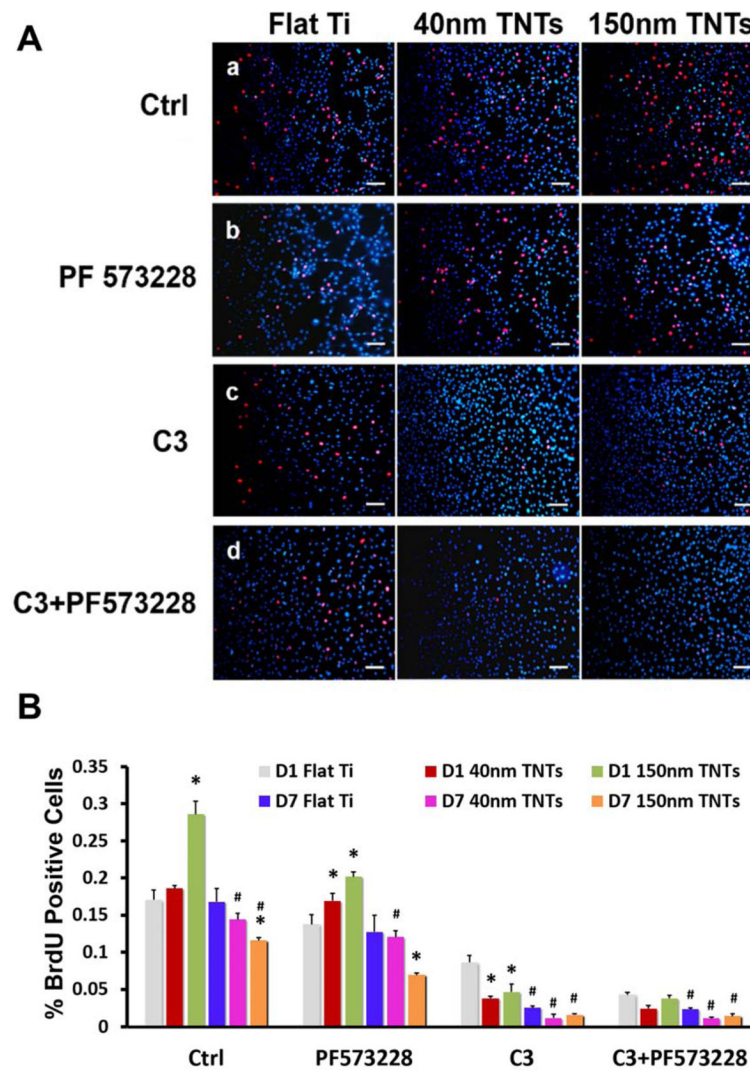 A
Flat Ti 40nm TNTs 150nm TNTs
Ctrl
a
PF 573228
b
C3
c
C3+PF573228
d
B
% BrdU Positive Cells
0.35
0.3
0.25
0.2
0.15
0.1
0.05
0
D1 Flat Ti D1 40nm TNTs D1 150nm TNTs
D7 Flat Ti D7 40nm TNTs D7 150nm TNTs
* # # *
* * # *
* * # # #
# # #
Ctrl PF573228 C3 C3+PF573228